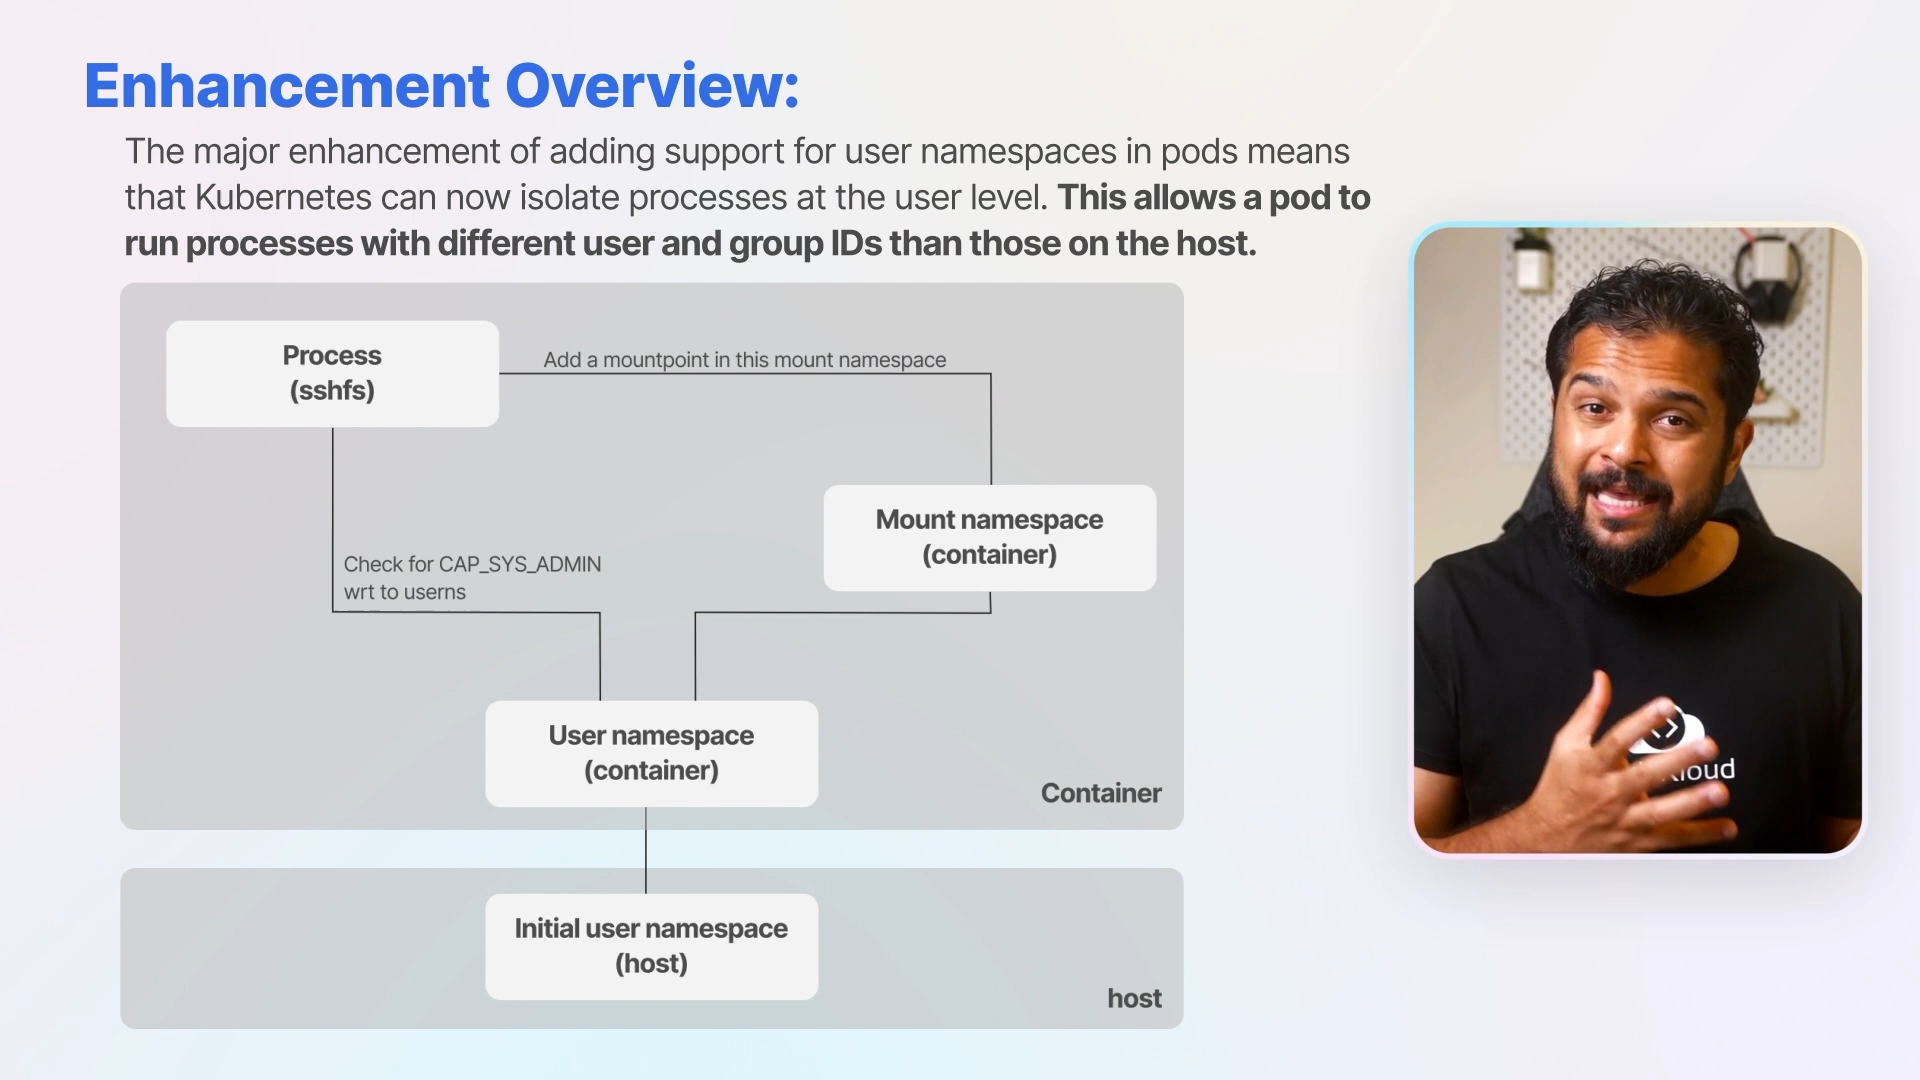 Enhancement Overview:
The major enhancement of adding support for user namespaces in pods means
that Kubernetes can now isolate processes at the user level. This allows a pod to
run processes with different user and group IDs than those on the host.
Process
(sshfs)
Add a mountpoint in this mount namespace
Mount namespace
(container)
Check for CAP_SYS_ADMIN
wrt to userns
User namespace
(container)
Container
Initial user namespace
(host)
host